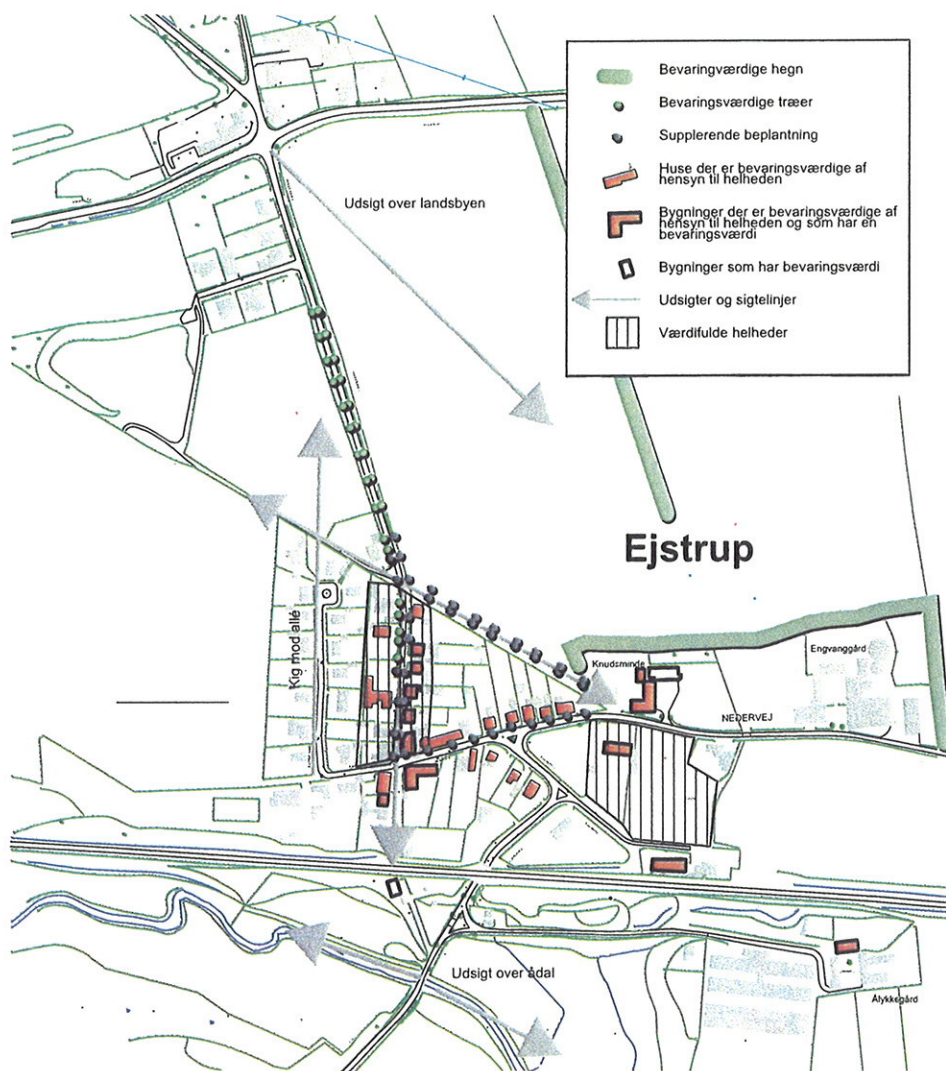 Bevaringværdige hegn
Bevaringsværdige træer
Supplerende beplantning
Huse der er bevaringsværdige af
hensyn til helheden
Bygninger der er bevaringsværdige af
hensyn til helheden og som har en
bevaringsværdi
Bygninger som har bevaringsværdi
Udsigter og sigtelinjer
Værdifulde helheder
Udsigt over landsbyen
Ejstrup
Kig mod allé
Knudsminde
Engvanggård
NEDERVEJ
Udsigt over ådal
Ålykkegård